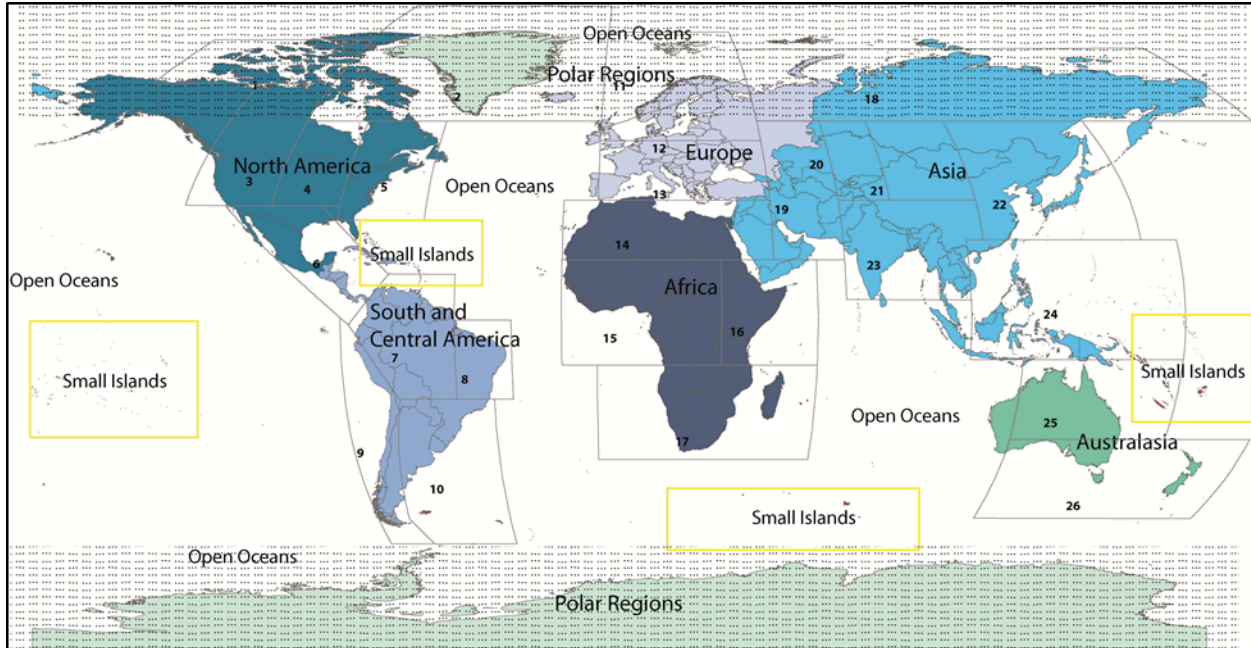 Open Oceans
Polar Regions
11
1
2
18
12
Europe
North America
20
Asia
3
4
5
Open Oceans
13
21
22
19
14
Small Islands
6
23
Open Oceans
Africa
South and
Central America
15
16
24
7
Small Islands
8
Small Islands
Open Oceans
25
Australasia
17
9
10
26
Small Islands
Open Oceans
Polar Regions